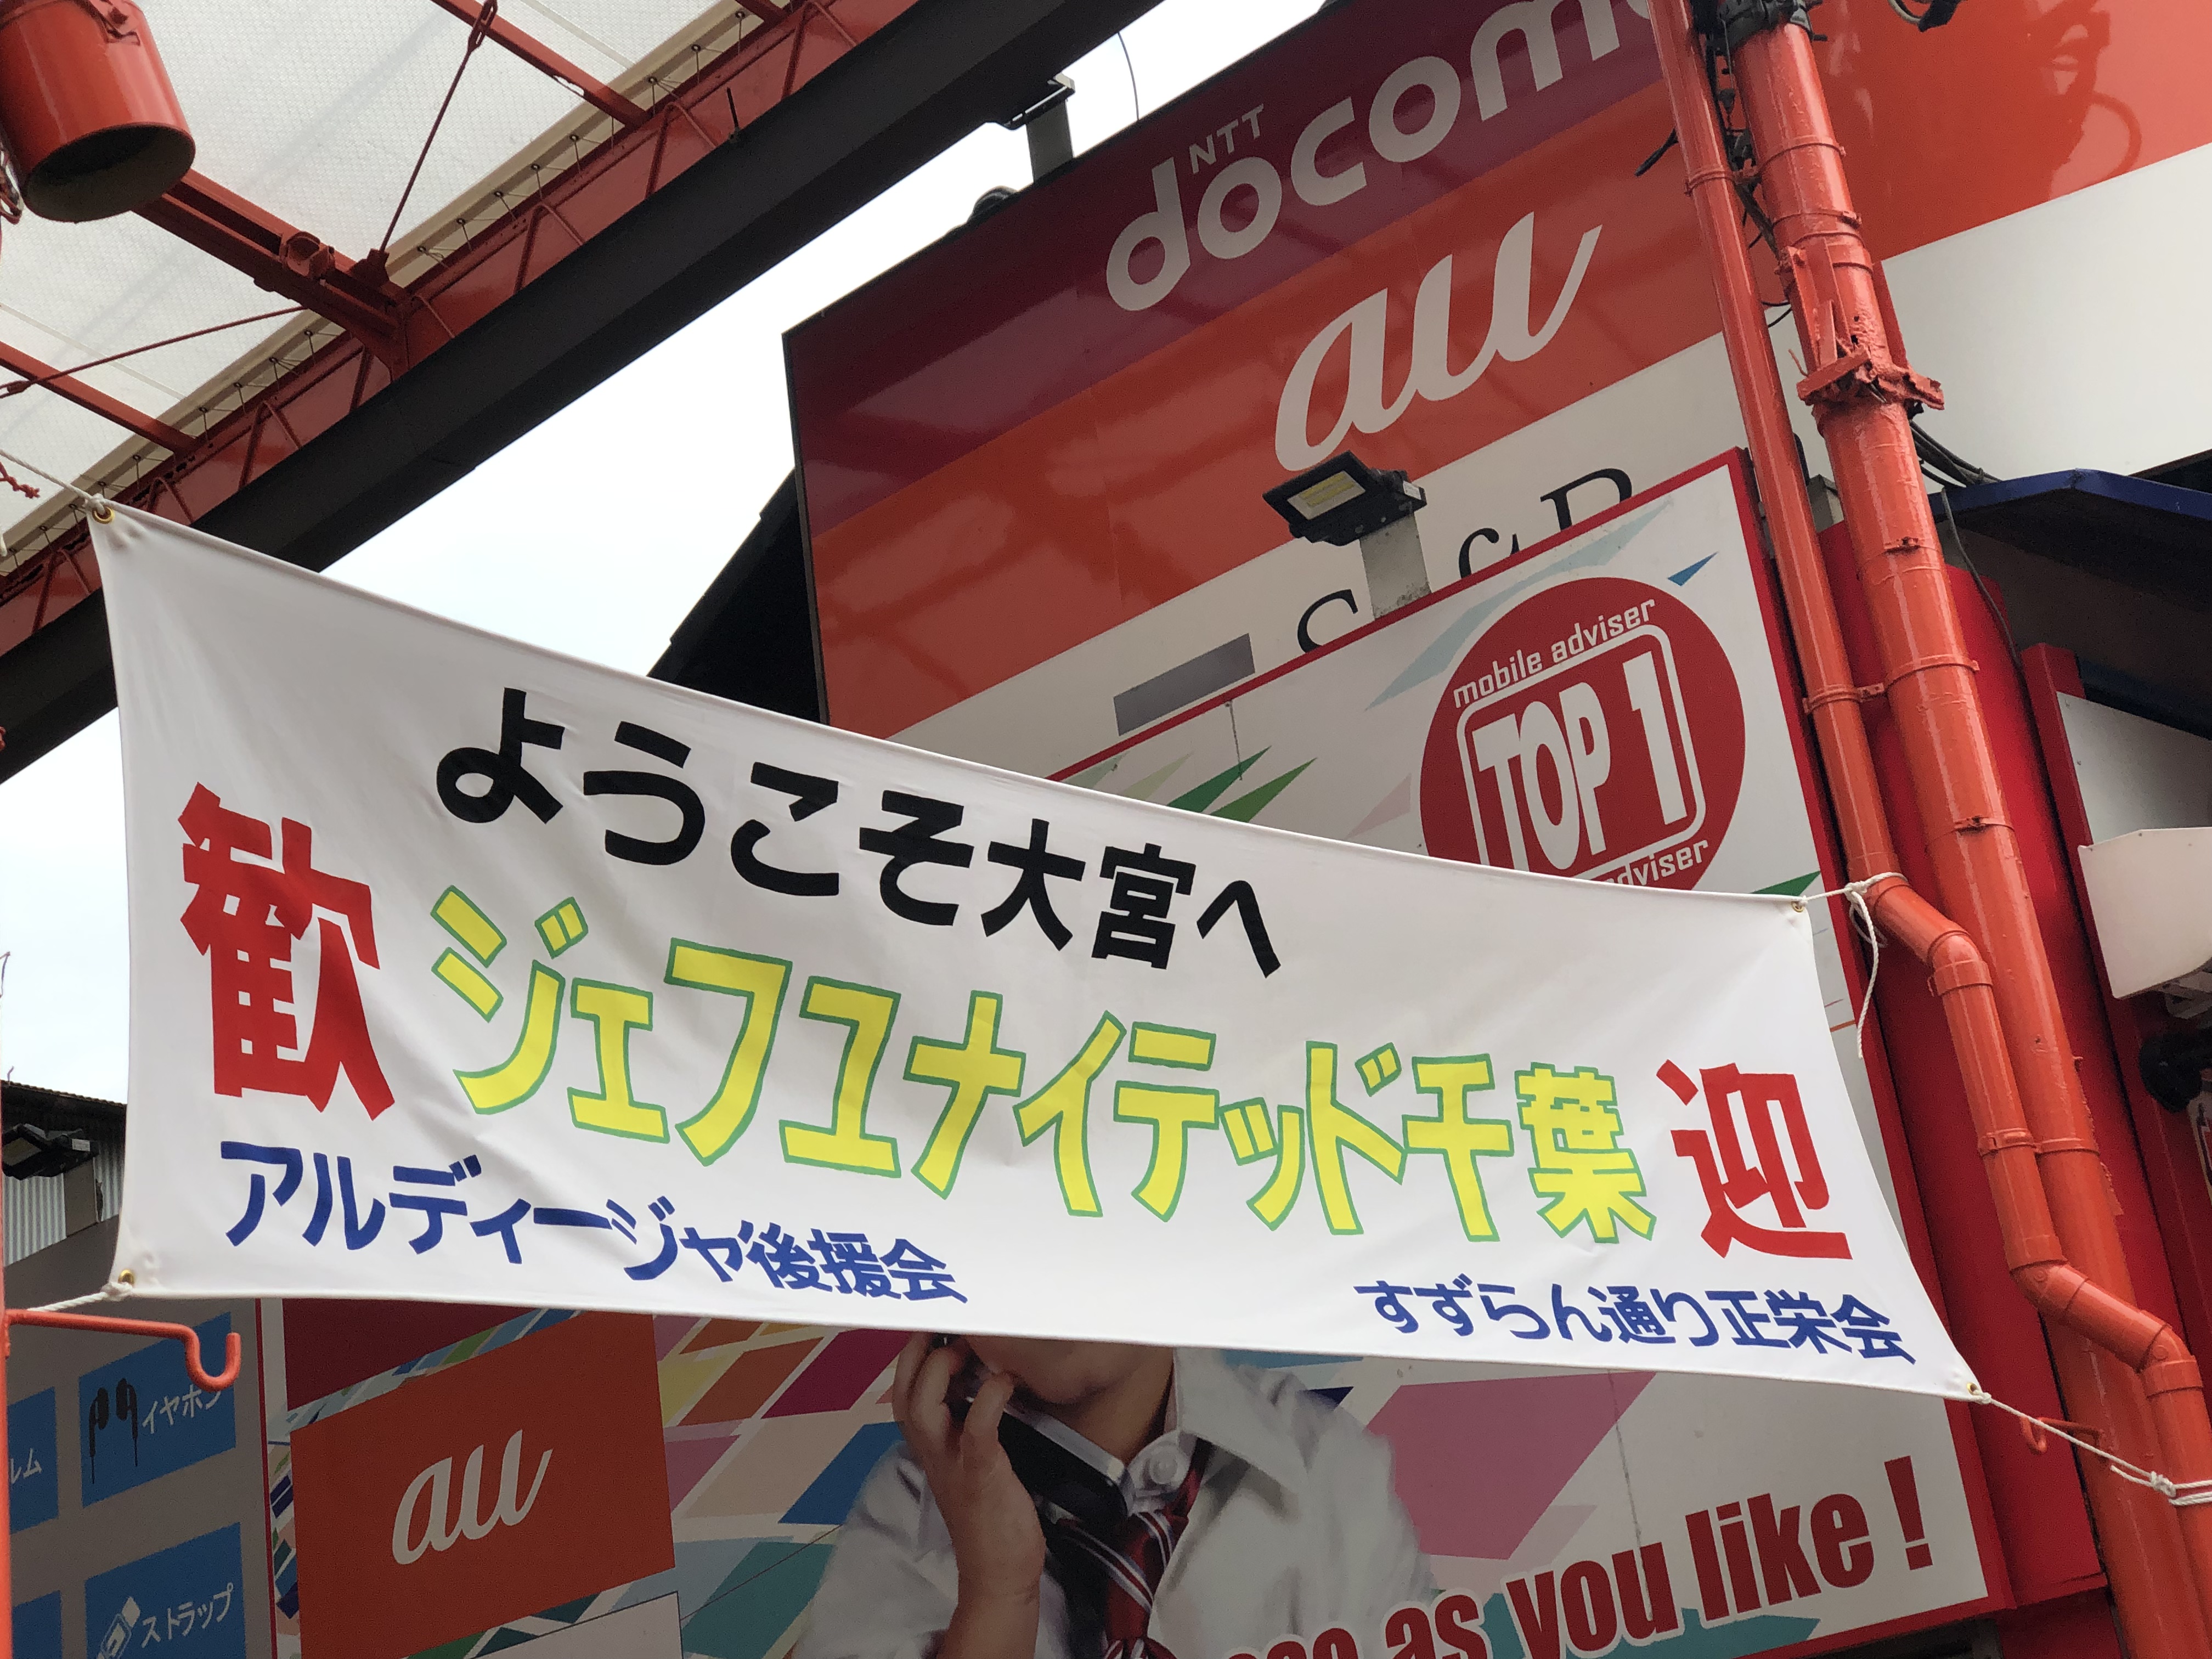 NTT
docomo
au
mobile adviser
TOP 1
adviser
ようこそ大宮へ
歓 ジェフユナイテッド千葉 迎
アルディージャ後援会
すずらん通り正栄会
イヤホン
au
ストラップ
as you like !